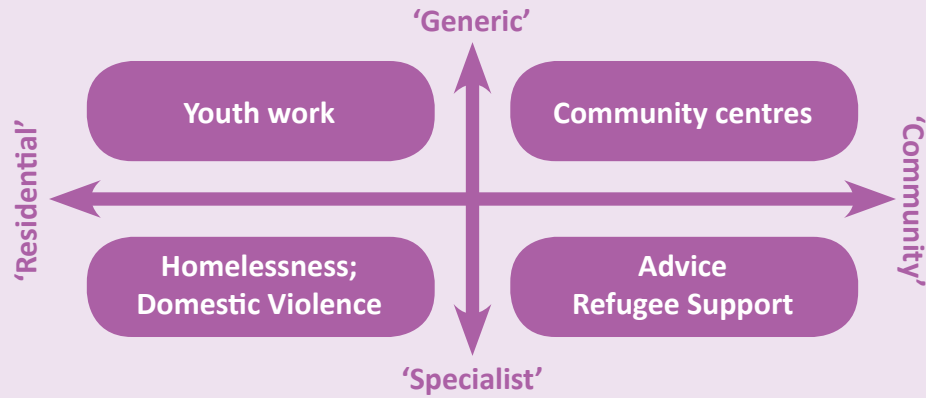 ‘Generic’
Youth work
Community centres
‘Residential’
‘Community’
Homelessness;
Domestic Violence
Advice
Refugee Support
‘Specialist’